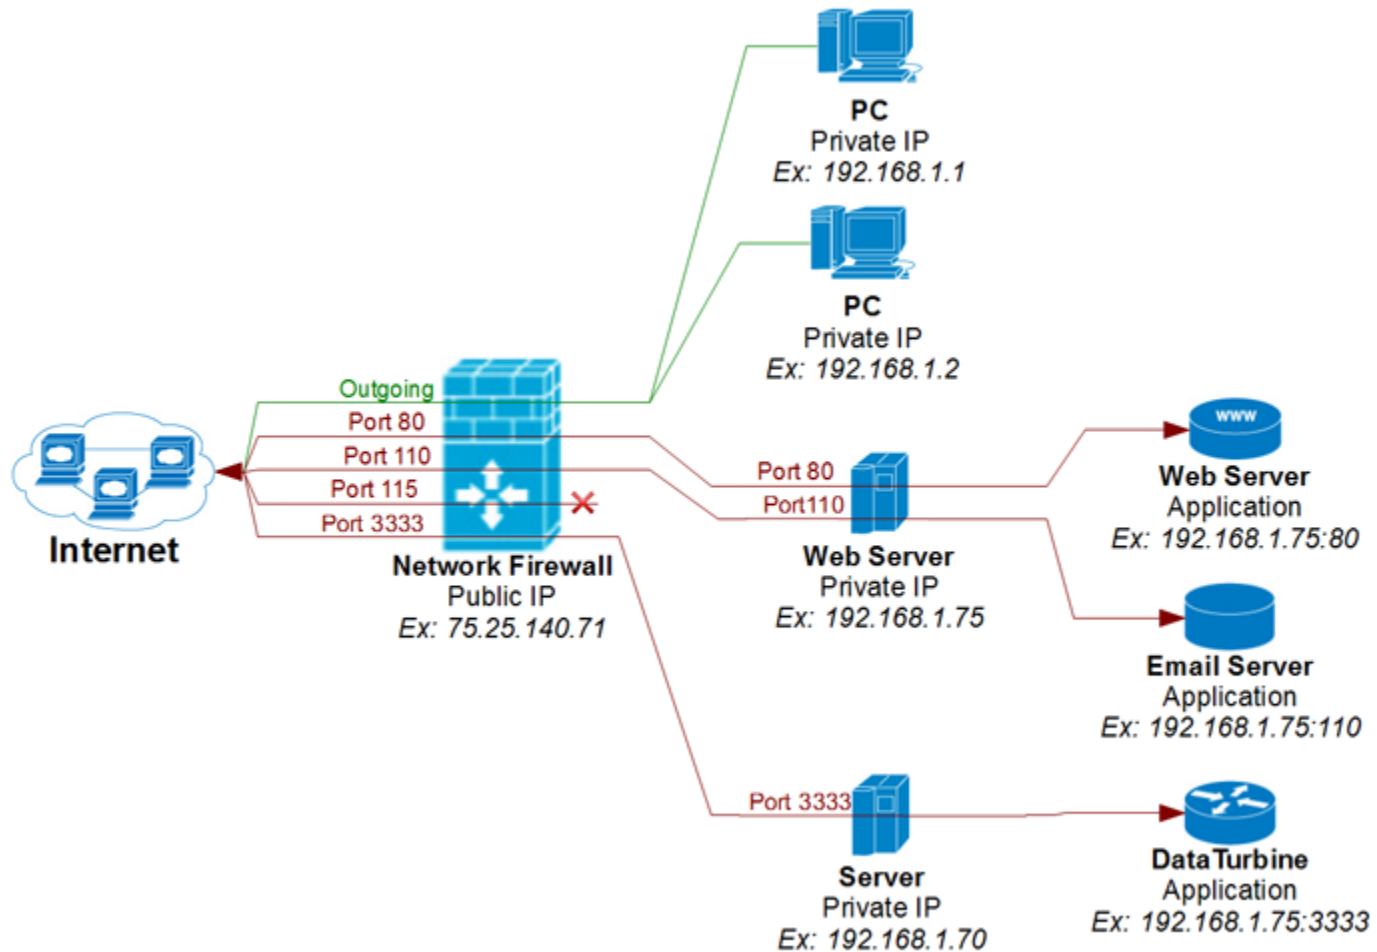 PC
Private IP
Ex: 192.168.1.1
PC
Private IP
Ex: 192.168.1.2
Outgoing
Port 80
Port 110
Port 115
Port 3333
Internet
Network Firewall
Public IP
Ex: 75.25.140.71
Port 80
Port110
Web Server
Private IP
Ex: 192.168.1.75
www
Web Server
Application
Ex: 192.168.1.75:80
Email Server
Application
Ex: 192.168.1.75:110
Port 3333
Server
Private IP
Ex: 192.168.1.70
DataTurbine
Application
Ex: 192.168.1.75:3333